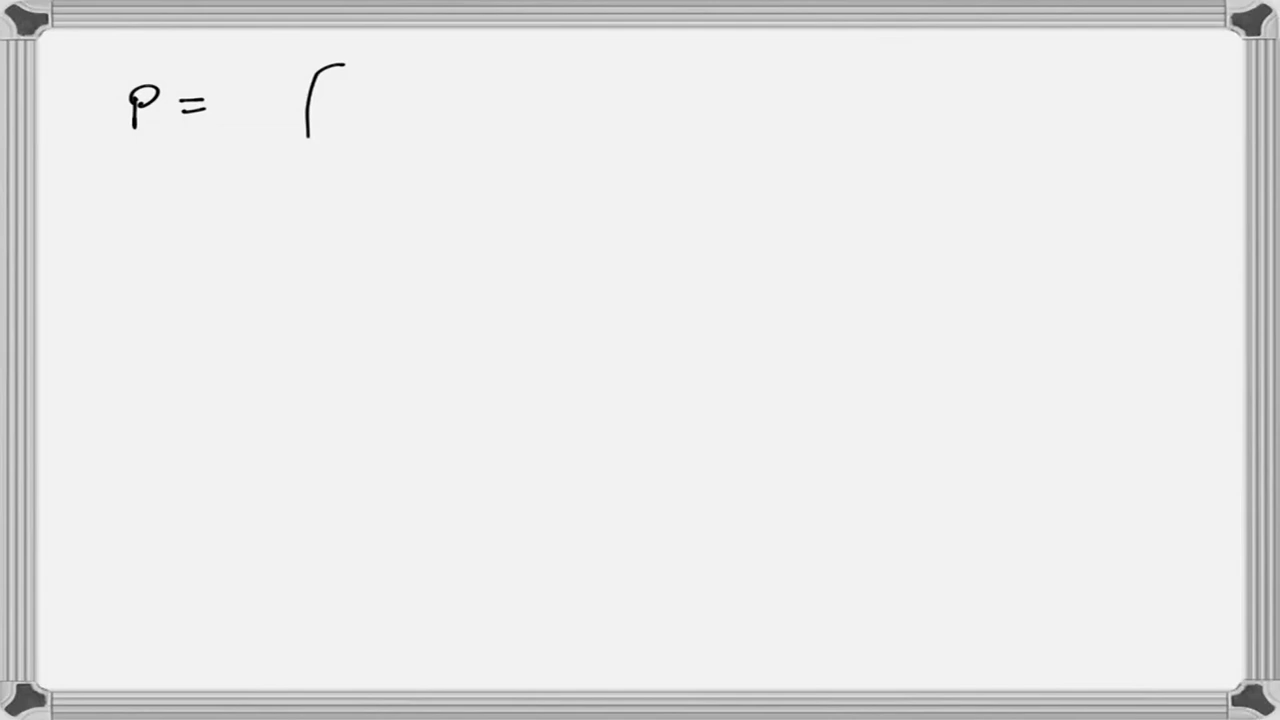 P = (